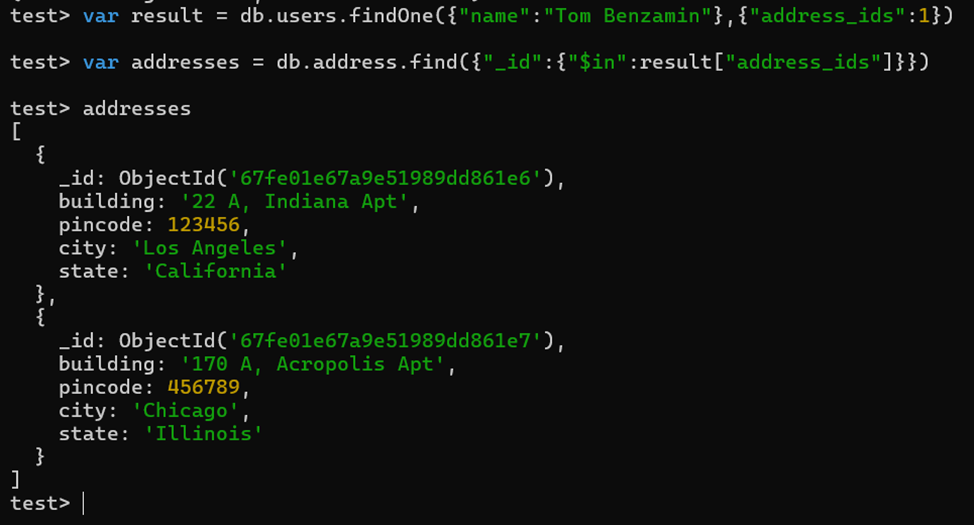 test> var result = db.users.findOne({"name":"Tom Benzamin"},{"address_ids":1})
test> var addresses = db.address.find({"_id":{"$in":result["address_ids"]}})
test> addresses
[
  {
    _id: ObjectId('67fe01e67a9e51989dd861e6'),
    building: '22 A, Indiana Apt',
    pincode: 123456,
    city: 'Los Angeles',
    state: 'California'
  },
  {
    _id: ObjectId('67fe01e67a9e51989dd861e7'),
    building: '170 A, Acropolis Apt',
    pincode: 456789,
    city: 'Chicago',
    state: 'Illinois'
  }
]
test>